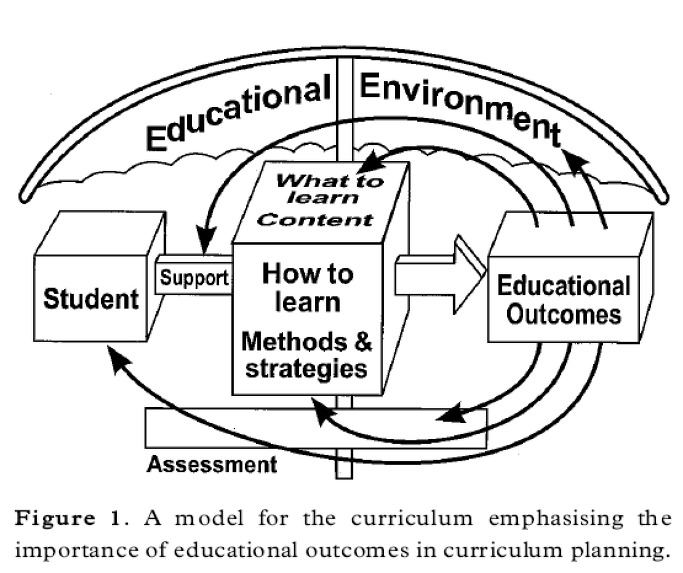 Educational Environment
What to
learn
Content
Student
Support
How to
learn
Methods &
strategies
Educational
Outcomes
Assessment
Figure 1. A model for the curriculum emphasising the
importance of educational outcomes in curriculum planning.